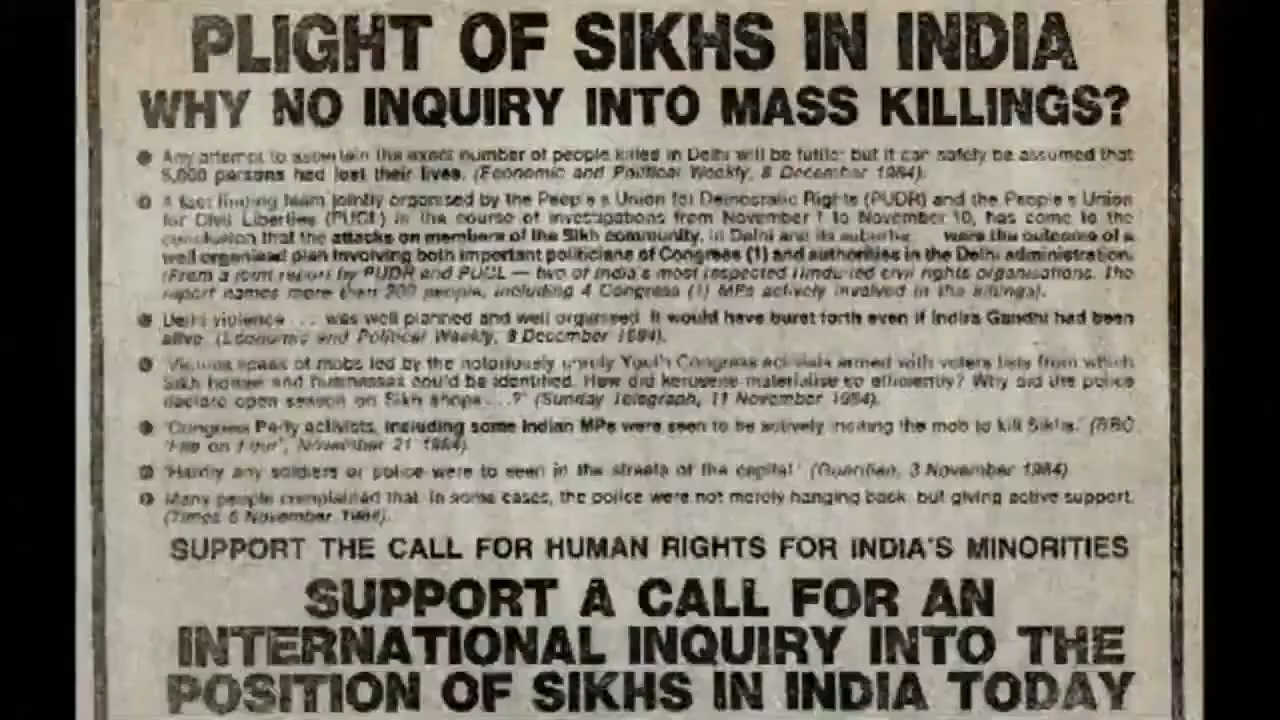 PLIGHT OF SIKHS IN INDIA
WHY NO INQUIRY INTO MASS KILLINGS?
Any attempt to ascertain the exact number of people killed in Delhi will be futile; but it can safely be assumed that
5,000 persons had lost their lives. (Economic and Political Weekly, 8 December 1984).
A fact finding team jointly organised by the People's Union for Democratic Rights (PUDR) and the People's Union
for Civil Liberties (PUCL) in the course of investigations from November 1 to November 10, has come to the
conclusion that the attacks on members of the Sikh community, in Delhi and its suburbs ... were the outcome of a
well organised plan involving both important politicians of Congress (1) and authorities in the Delhi administration.
(From a joint report by PUDR and PUCL — two of India's most respected Hindu-led civil rights organisations. The
report names more than 200 people, including 4 Congress (1) MPs actively involved in the killings).
Delhi violence . . . was well planned and well organised. It would have burst forth even if Indira Gandhi had been
alive. (Economic and Political Weekly, 8 December 1984).
of mobs led by the notoriously unruly Youth Congress activists armed with voters lists from which
Sikh homes and businesses could be identified. How did kerosene materialise so efficiently? Why did the police
declare open season on Sikh shops . . .?' (Sunday Telegraph, 11 November 1984).
'Congress Party activists, including some Indian MPs were seen to be actively inciting the mob to kill Sikhs.' (BBC
'File on Four', November 21 1984).
'Hardly any soldiers or police were to seen in the streets of the capital.' (Guardian, 3 November 1984)
Many people complained that, in some cases, the police were not merely hanging back, but giving active support.
(Times 5 November 1984).
SUPPORT THE CALL FOR HUMAN RIGHTS FOR INDIA'S MINORITIES
SUPPORT A CALL FOR AN
INTERNATIONAL INQUIRY INTO THE
POSITION OF SIKHS IN INDIA TODAY